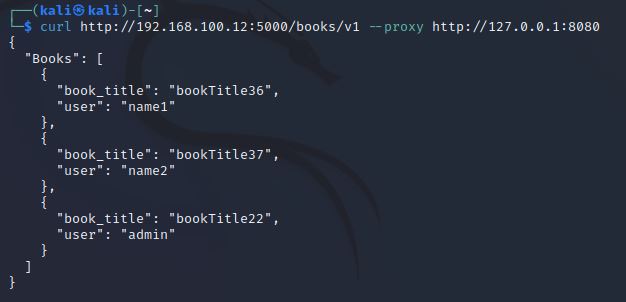 ┌──(kali㉿kali)-[~]
└─$ curl http://192.168.100.12:5000/books/v1 --proxy http://127.0.0.1:8080
{
  "Books": [
    {
      "book_title": "bookTitle36",
      "user": "name1"
    },
    {
      "book_title": "bookTitle37",
      "user": "name2"
    },
    {
      "book_title": "bookTitle22",
      "user": "admin"
    }
  ]
}